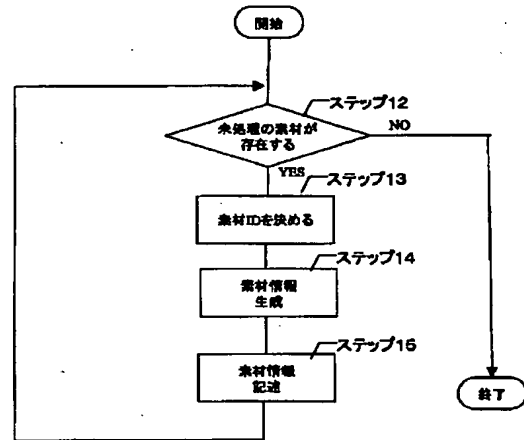 開始
ステップ12
未処理の素材が
存在する
NO
YES
ステップ13
素材IDを決める
ステップ14
素材情報
生成
ステップ15
素材情報
記述
終了